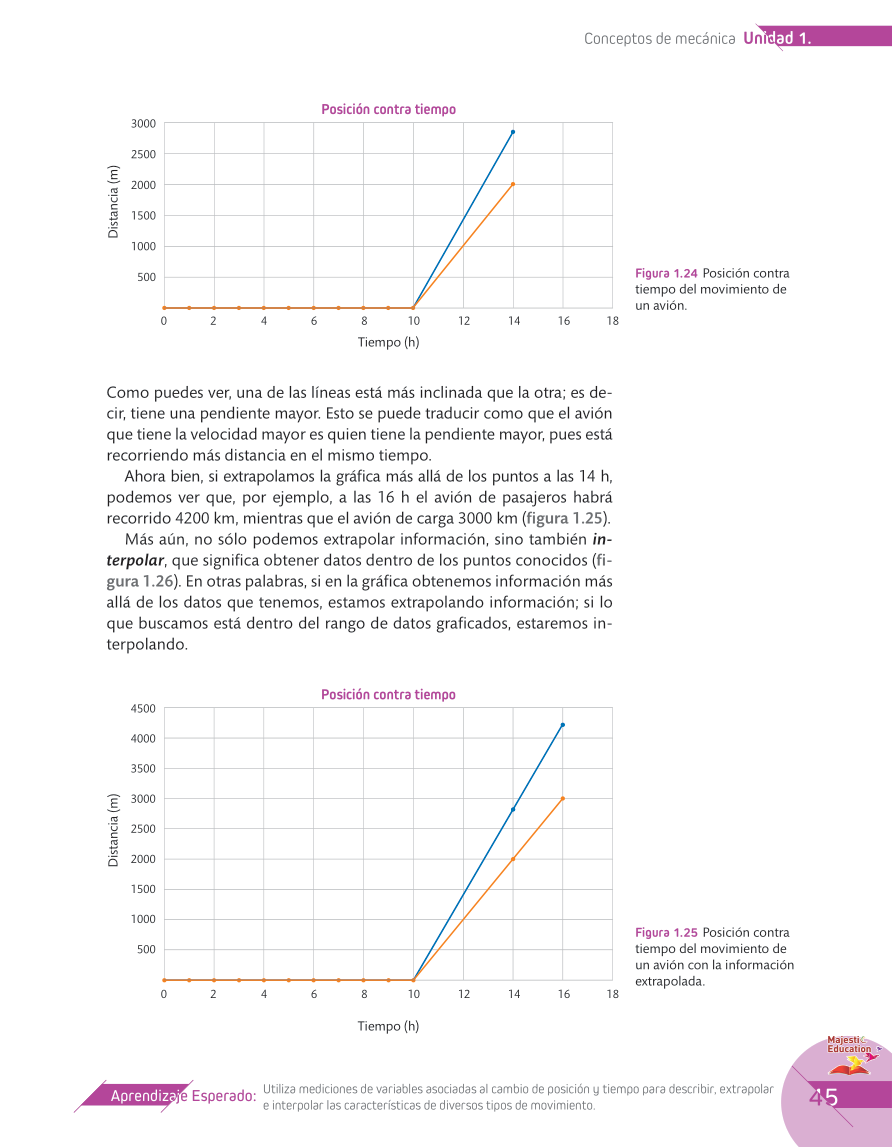 Conceptos de mecánica Unidad 1.
Posición contra tiempo
3000
2500
2000
1500
1000
500
Distancia (m)
0 2 4 6 8 10 12 14 16 18
Tiempo (h)
Figura 1.24 Posición contra
tiempo del movimiento de
un avión.
Como puedes ver, una de las líneas está más inclinada que la otra; es de-
cir, tiene una pendiente mayor. Esto se puede traducir como que el avión
que tiene la velocidad mayor es quien tiene la pendiente mayor, pues está
recorriendo más distancia en el mismo tiempo.
Ahora bien, si extrapolamos la gráfica más allá de los puntos a las 14 h,
podemos ver que, por ejemplo, a las 16 h el avión de pasajeros habrá
recorrido 4200 km, mientras que el avión de carga 3000 km (figura 1.25).
Más aún, no sólo podemos extrapolar información, sino también in-
terpolar, que significa obtener datos dentro de los puntos conocidos (fi-
gura 1.26). En otras palabras, si en la gráfica obtenemos información más
allá de los datos que tenemos, estamos extrapolando información; si lo
que buscamos está dentro del rango de datos graficados, estaremos in-
terpolando.
Posición contra tiempo
4500
4000
3500
3000
2500
2000
1500
1000
500
Distancia (m)
0 2 4 6 8 10 12 14 16 18
Tiempo (h)
Figura 1.25 Posición contra
tiempo del movimiento de
un avión con la información
extrapolada.
Majestic
Education
Aprendizaje Esperado:
Utiliza mediciones de variables asociadas al cambio de posición y tiempo para describir, extrapolar
e interpolar las características de diversos tipos de movimiento.
45